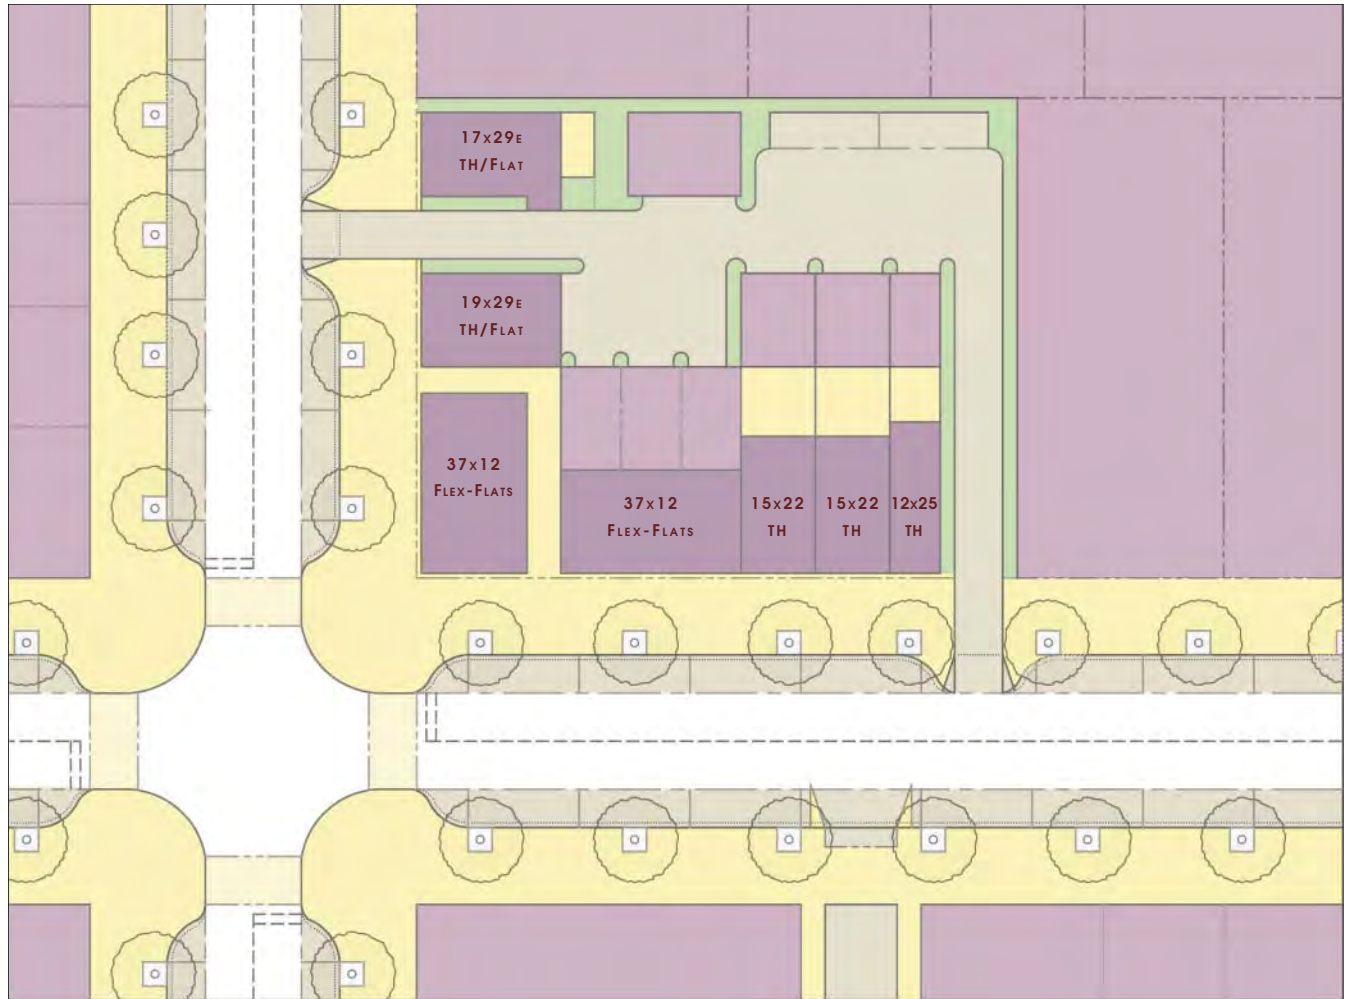 17x29E
TH/FLAT
19x29E
TH/FLAT
37x12
FLEX-FLATS
37x12
FLEX-FLATS
15x22
TH
15x22
TH
12x25
TH